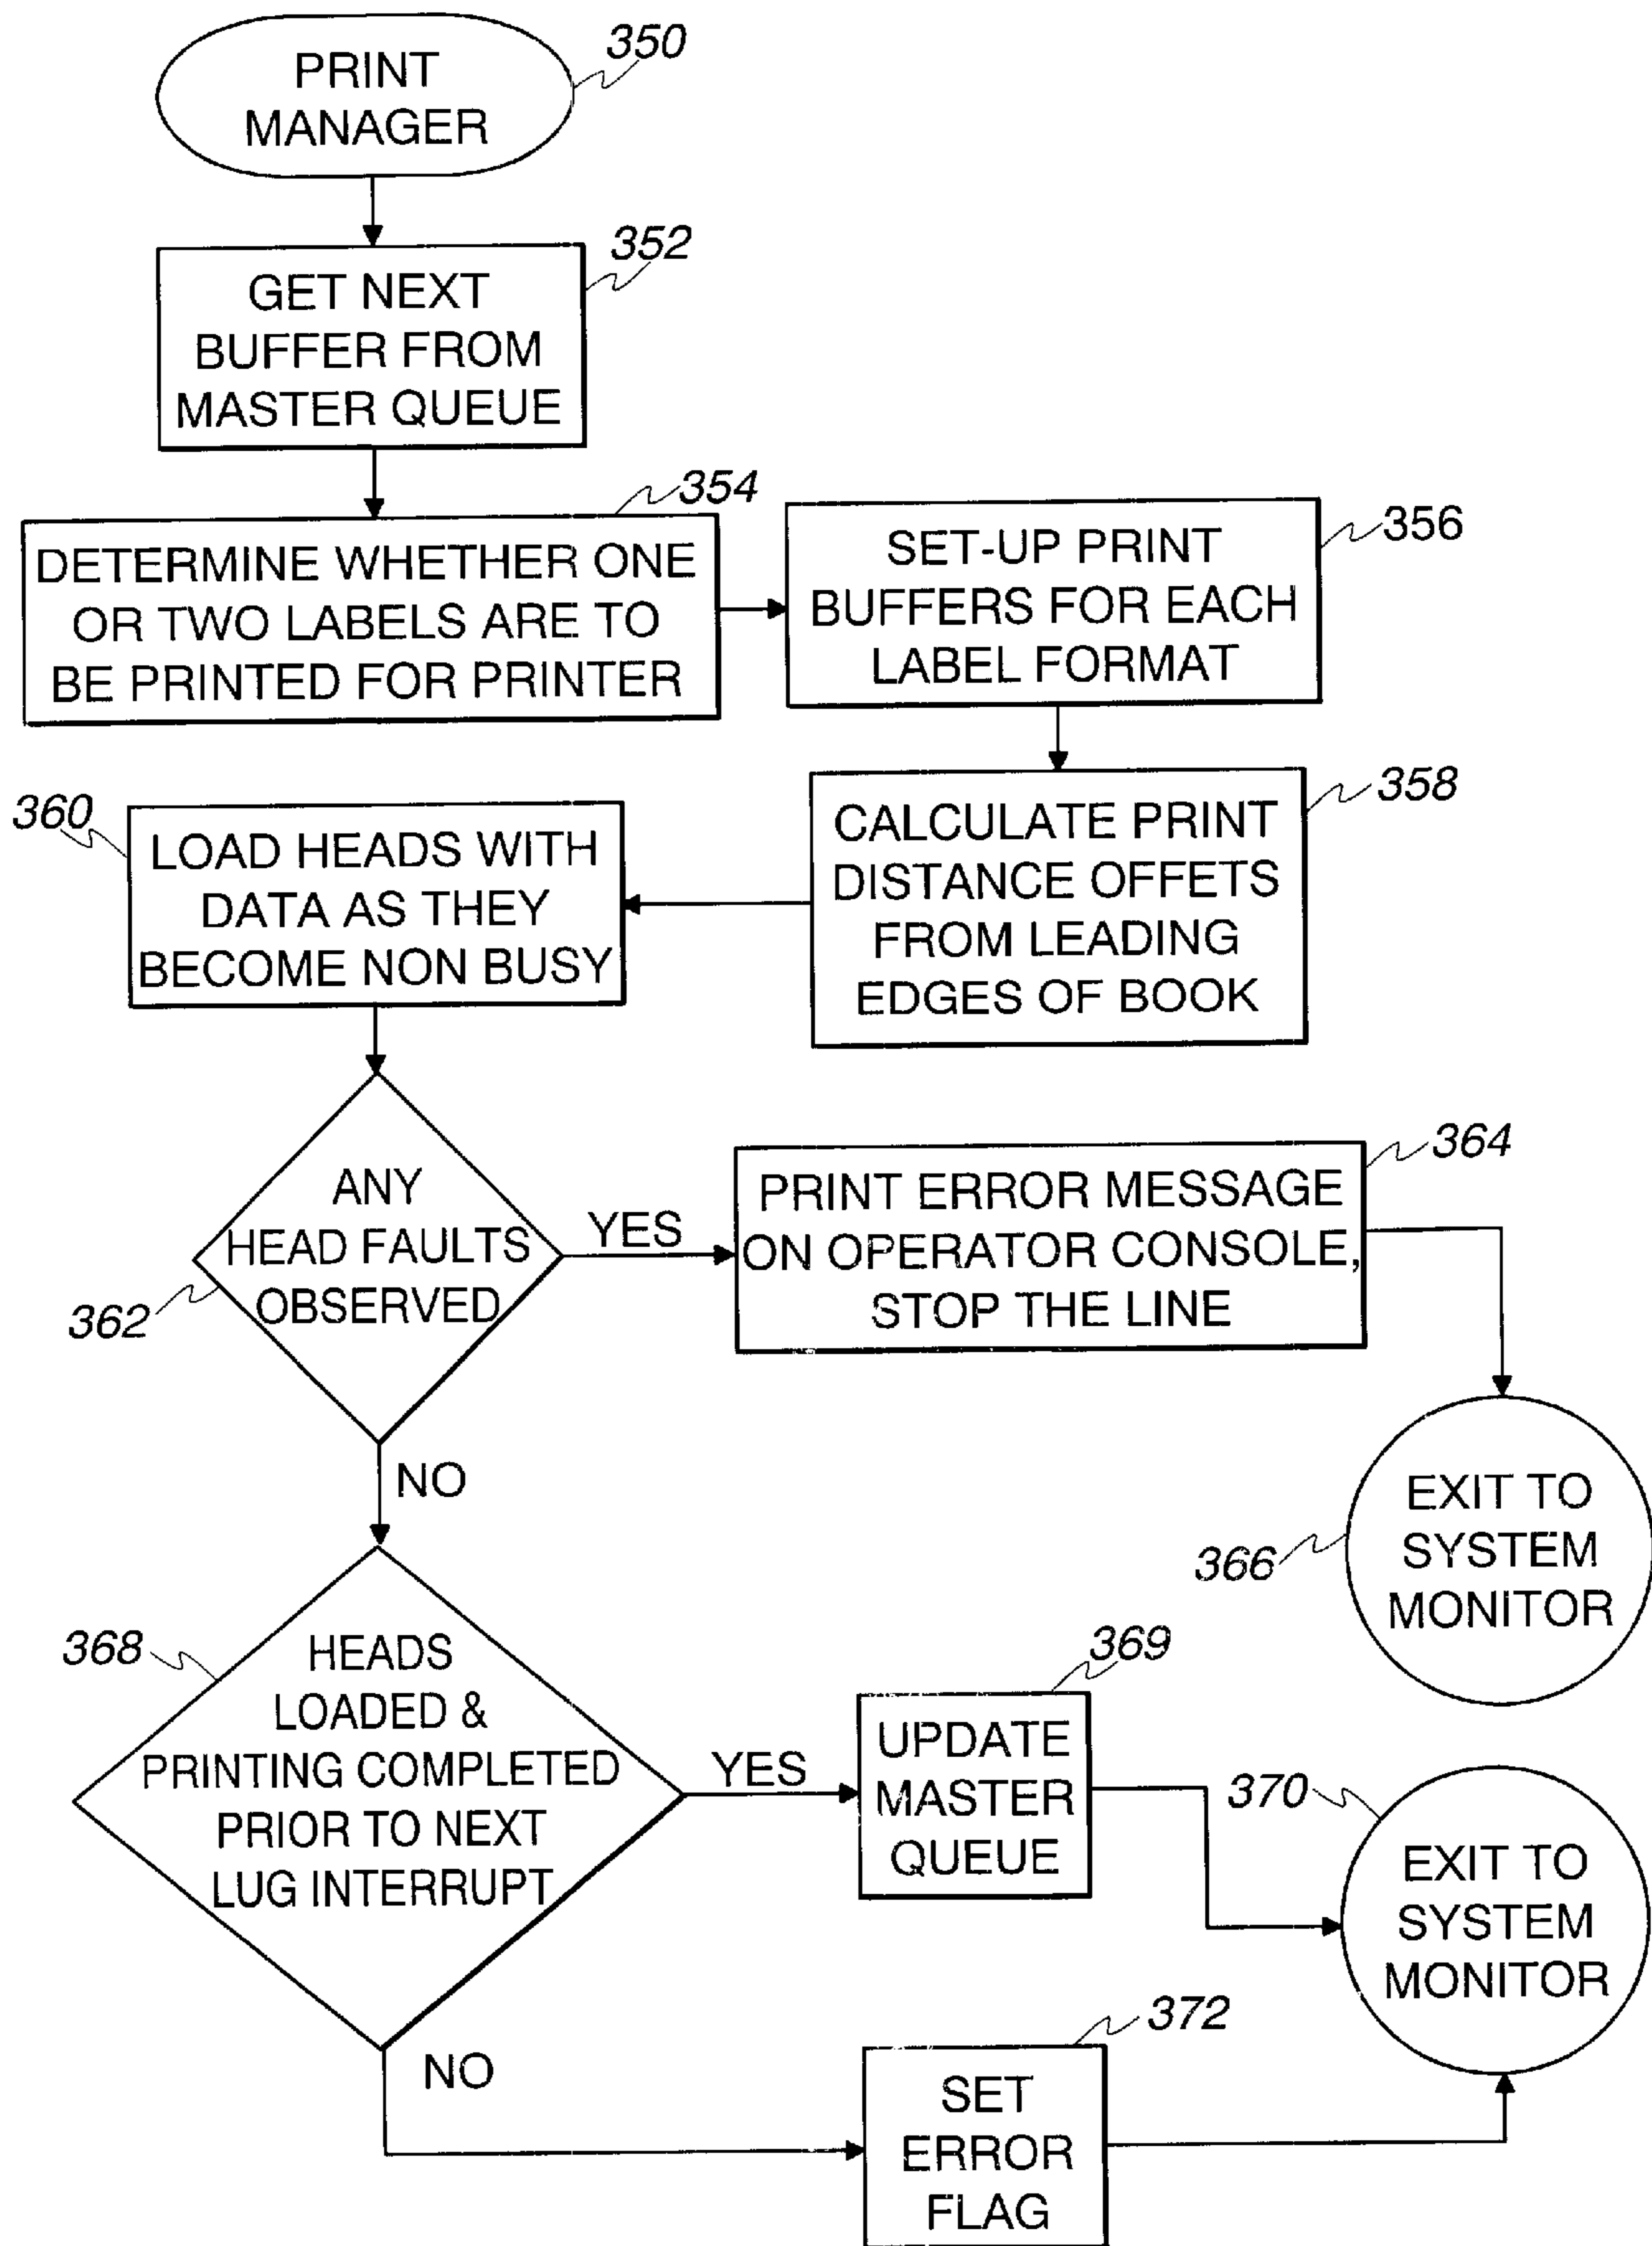 PRINT
MANAGER
350
GET NEXT
BUFFER FROM
MASTER QUEUE
352
DETERMINE WHETHER ONE
OR TWO LABELS ARE TO
BE PRINTED FOR PRINTER
354
SET-UP PRINT
BUFFERS FOR EACH
LABEL FORMAT
356
CALCULATE PRINT
DISTANCE OFFETS
FROM LEADING
EDGES OF BOOK
358
360
LOAD HEADS WITH
DATA AS THEY
BECOME NON BUSY
ANY
HEAD FAULTS
OBSERVED
362
YES
PRINT ERROR MESSAGE
ON OPERATOR CONSOLE,
STOP THE LINE
364
EXIT TO
SYSTEM
MONITOR
366
NO
368
HEADS
LOADED &
PRINTING COMPLETED
PRIOR TO NEXT
LUG INTERRUPT
YES
369
UPDATE
MASTER
QUEUE
370
EXIT TO
SYSTEM
MONITOR
NO
372
SET
ERROR
FLAG